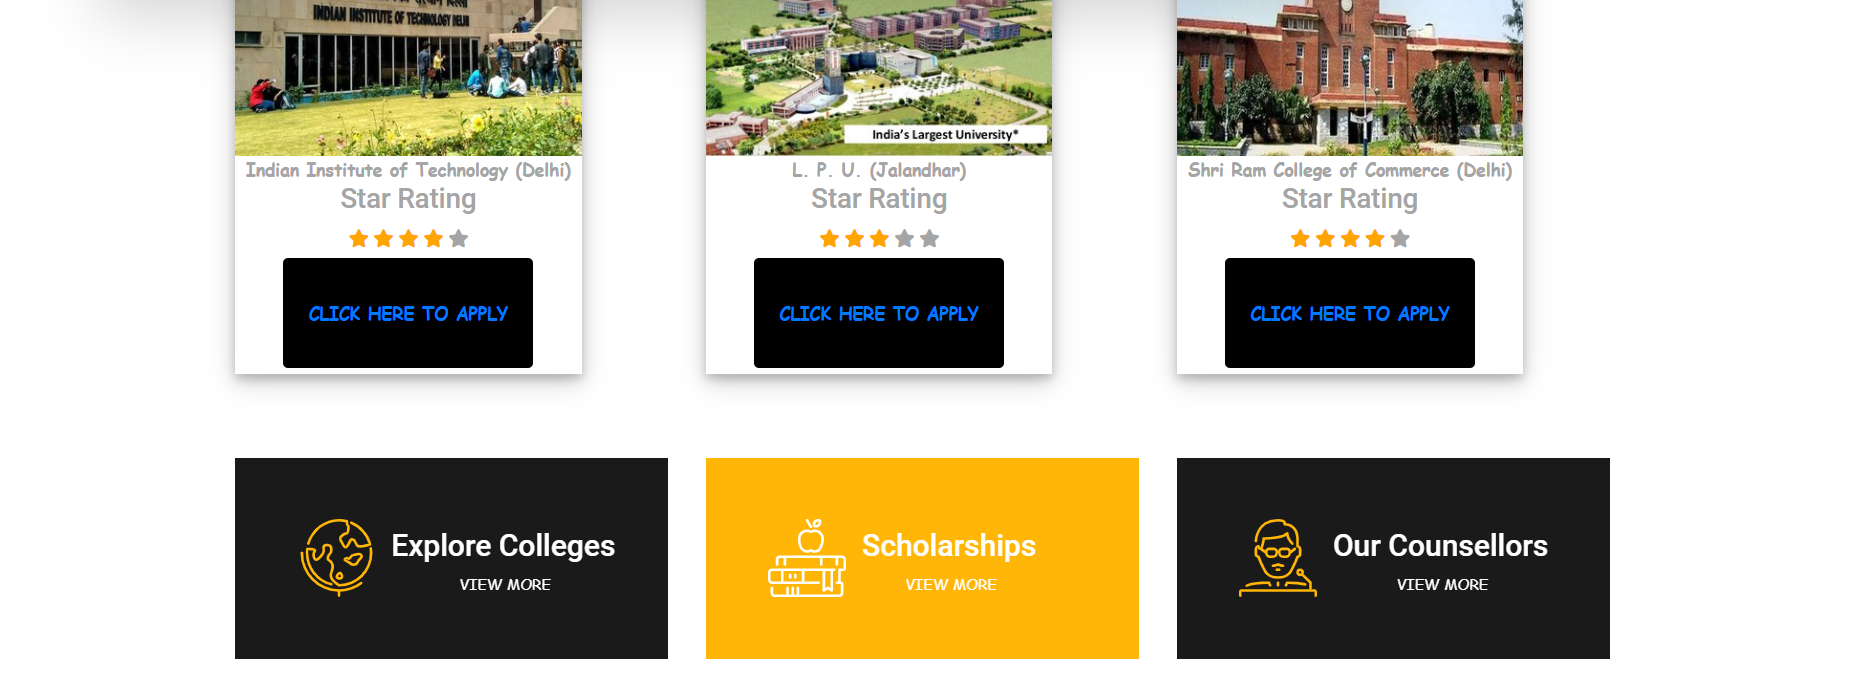 INDIAN INSTITUTE OF TECHNOLOGY DELHI
India's Largest University*
Indian Institute of Technology (Delhi)
L. P. U. (Jalandhar)
Shri Ram College of Commerce (Delhi)
Star Rating
Star Rating
Star Rating
CLICK HERE TO APPLY
CLICK HERE TO APPLY
CLICK HERE TO APPLY
Explore Colleges
VIEW MORE
Scholarships
VIEW MORE
Our Counsellors
VIEW MORE